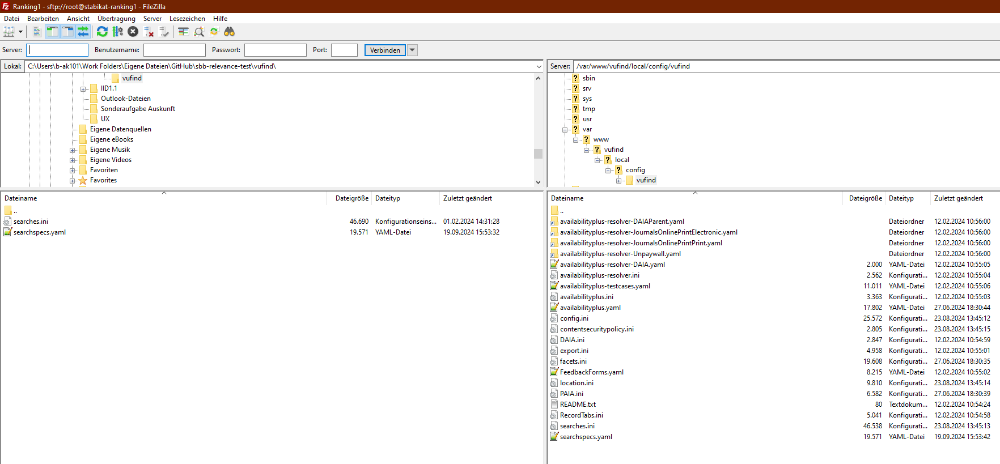 Ranking1 - sftp://root@stabikat-ranking1 - FileZilla
Datei Bearbeiten Ansicht Übertragung Server Lesezeichen Hilfe
Server: Benutzername: Passwort: Port: Verbinden
Lokal: C:\Users\b-ak101\Work Folders\Eigene Dateien\GitHub\sbb-relevance-test\vufind\
vufind
IID1.1
Outlook-Dateien
Sonderaufgabe Auskunft
UX
Eigene Datenquellen
Eigene eBooks
Eigene Musik
Eigene Videos
Favoriten
Favorites
Dateiname Dateigröße Dateityp Zuletzt geändert
..
searches.ini 46.690 Konfigurationseins... 01.02.2024 14:31:28
searchspecs.yaml 19.571 YAML-Datei 19.09.2024 15:53:32
Server: /var/www/vufind/local/config/vufind
? sbin
? srv
? sys
? tmp
? usr
? var
? www
? vufind
? local
? config
vufind
Dateiname Dateigröße Dateityp Zuletzt geändert
..
availabilityplus-resolver-DAIAParent.yaml Dateiordner 12.02.2024 10:56:00
availabilityplus-resolver-JournalsOnlinePrintElectronic.yaml Dateiordner 12.02.2024 10:56:00
availabilityplus-resolver-JournalsOnlinePrintPrint.yaml Dateiordner 12.02.2024 10:56:00
availabilityplus-resolver-Unpaywall.yaml Dateiordner 12.02.2024 10:56:00
availabilityplus-resolver-DAIA.yaml 2.000 YAML-Datei 12.02.2024 10:55:05
availabilityplus-resolver.ini 2.562 Konfigurati... 12.02.2024 10:55:04
availabilityplus-testcases.yaml 11.011 YAML-Datei 12.02.2024 10:55:06
availabilityplus.ini 3.363 Konfigurati... 12.02.2024 10:55:03
availabilityplus.yaml 17.802 YAML-Datei 27.06.2024 18:30:44
config.ini 25.572 Konfigurati... 23.08.2024 13:45:12
contentsecuritypolicy.ini 2.805 Konfigurati... 23.08.2024 13:45:15
DAIA.ini 2.847 Konfigurati... 12.02.2024 10:54:59
export.ini 4.958 Konfigurati... 12.02.2024 10:55:01
facets.ini 19.608 Konfigurati... 27.06.2024 18:30:35
FeedbackForms.yaml 8.215 YAML-Datei 12.02.2024 10:55:02
location.ini 9.810 Konfigurati... 23.08.2024 13:45:14
PAIA.ini 6.582 Konfigurati... 27.06.2024 18:30:39
README.txt 80 Textdokum... 12.02.2024 10:54:24
RecordTabs.ini 5.041 Konfigurati... 12.02.2024 10:54:58
searches.ini 46.538 Konfigurati... 23.08.2024 13:45:13
searchspecs.yaml 19.571 YAML-Datei 19.09.2024 15:53:42